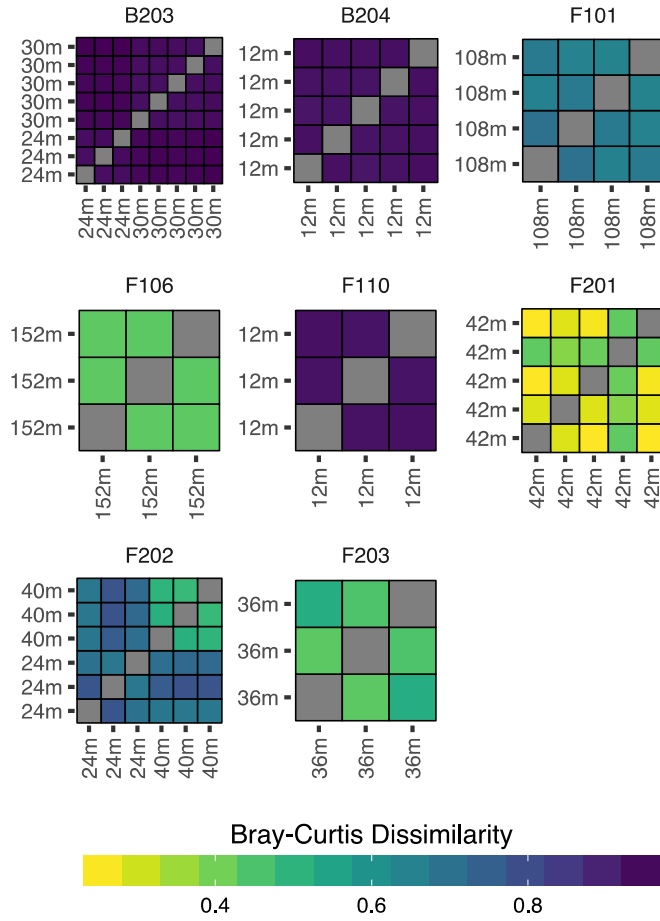 B203 B204 F101
30m
30m
30m
30m
30m
24m
24m
24m
24m 24m 24m 30m 30m 30m 30m 30m
12m
12m
12m
12m
12m
12m 12m 12m 12m 12m
108m
108m
108m
108m
108m 108m 108m 108m
F106 F110 F201
152m
152m
152m
152m 152m 152m
12m
12m
12m
12m 12m 12m
42m
42m
42m
42m
42m
42m 42m 42m 42m 42m
F202 F203
40m
40m
40m
24m
24m
24m
24m 24m 24m 40m 40m 40m
36m
36m
36m
36m 36m 36m
Bray-Curtis Dissimilarity
0.4 0.6 0.8